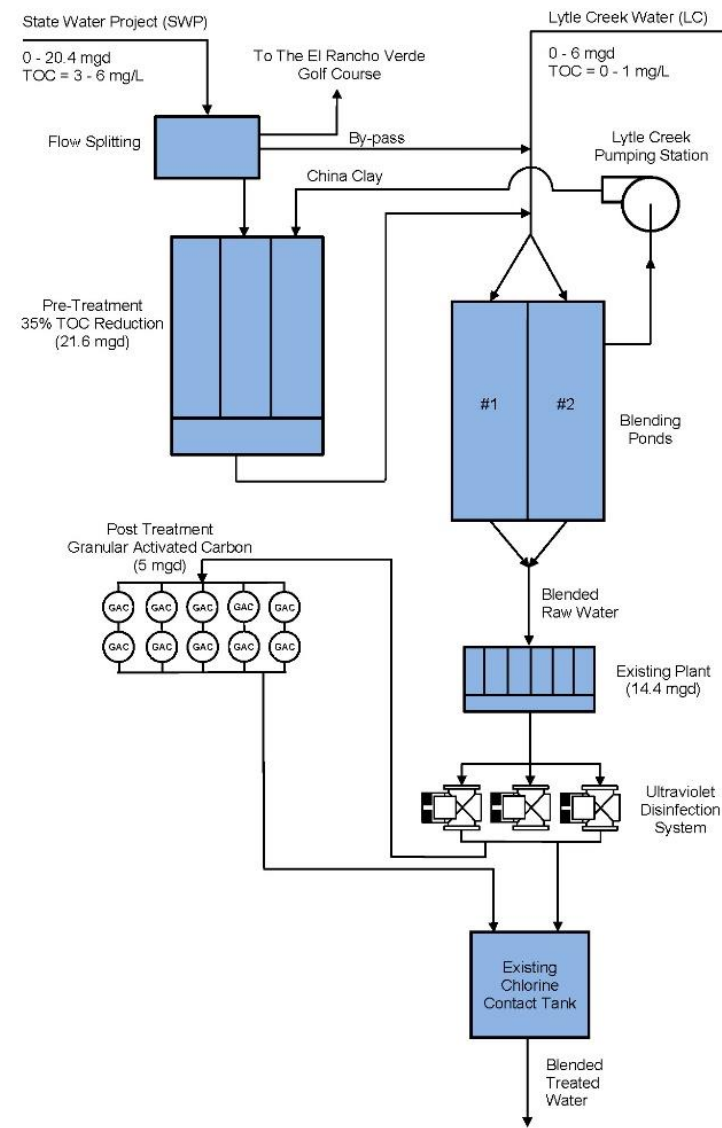 State Water Project (SWP)
0 - 20.4 mgd
TOC = 3 - 6 mg/L
To The El Rancho Verde
Golf Course
Lytle Creek Water (LC)
0 - 6 mgd
TOC = 0 - 1 mg/L
Flow Splitting
By-pass
Lytle Creek
Pumping Station
China Clay
Pre-Treatment
35% TOC Reduction
(21.6 mgd)
#1
#2
Blending
Ponds
Post Treatment
Granular Activated Carbon
(5 mgd)
GAC
GAC
GAC
GAC
GAC
GAC
GAC
GAC
GAC
GAC
Blended
Raw Water
Existing Plant
(14.4 mgd)
Ultraviolet
Disinfection
System
Existing
Chlorine
Contact Tank
Blended
Treated
Water